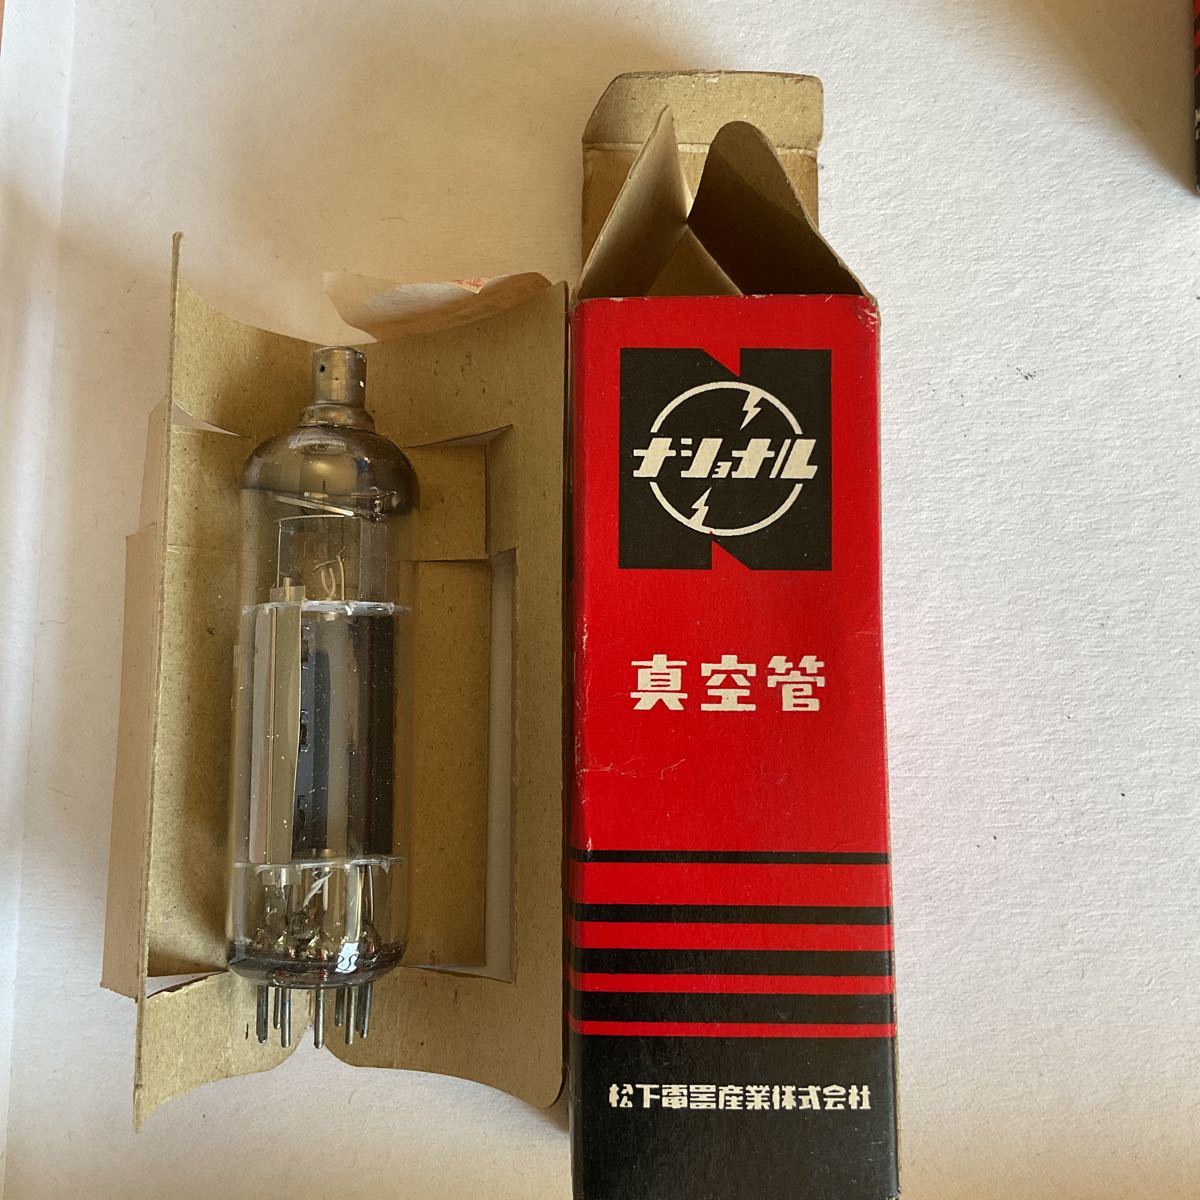 ナショナル
真空管
松下電器産業株式会社